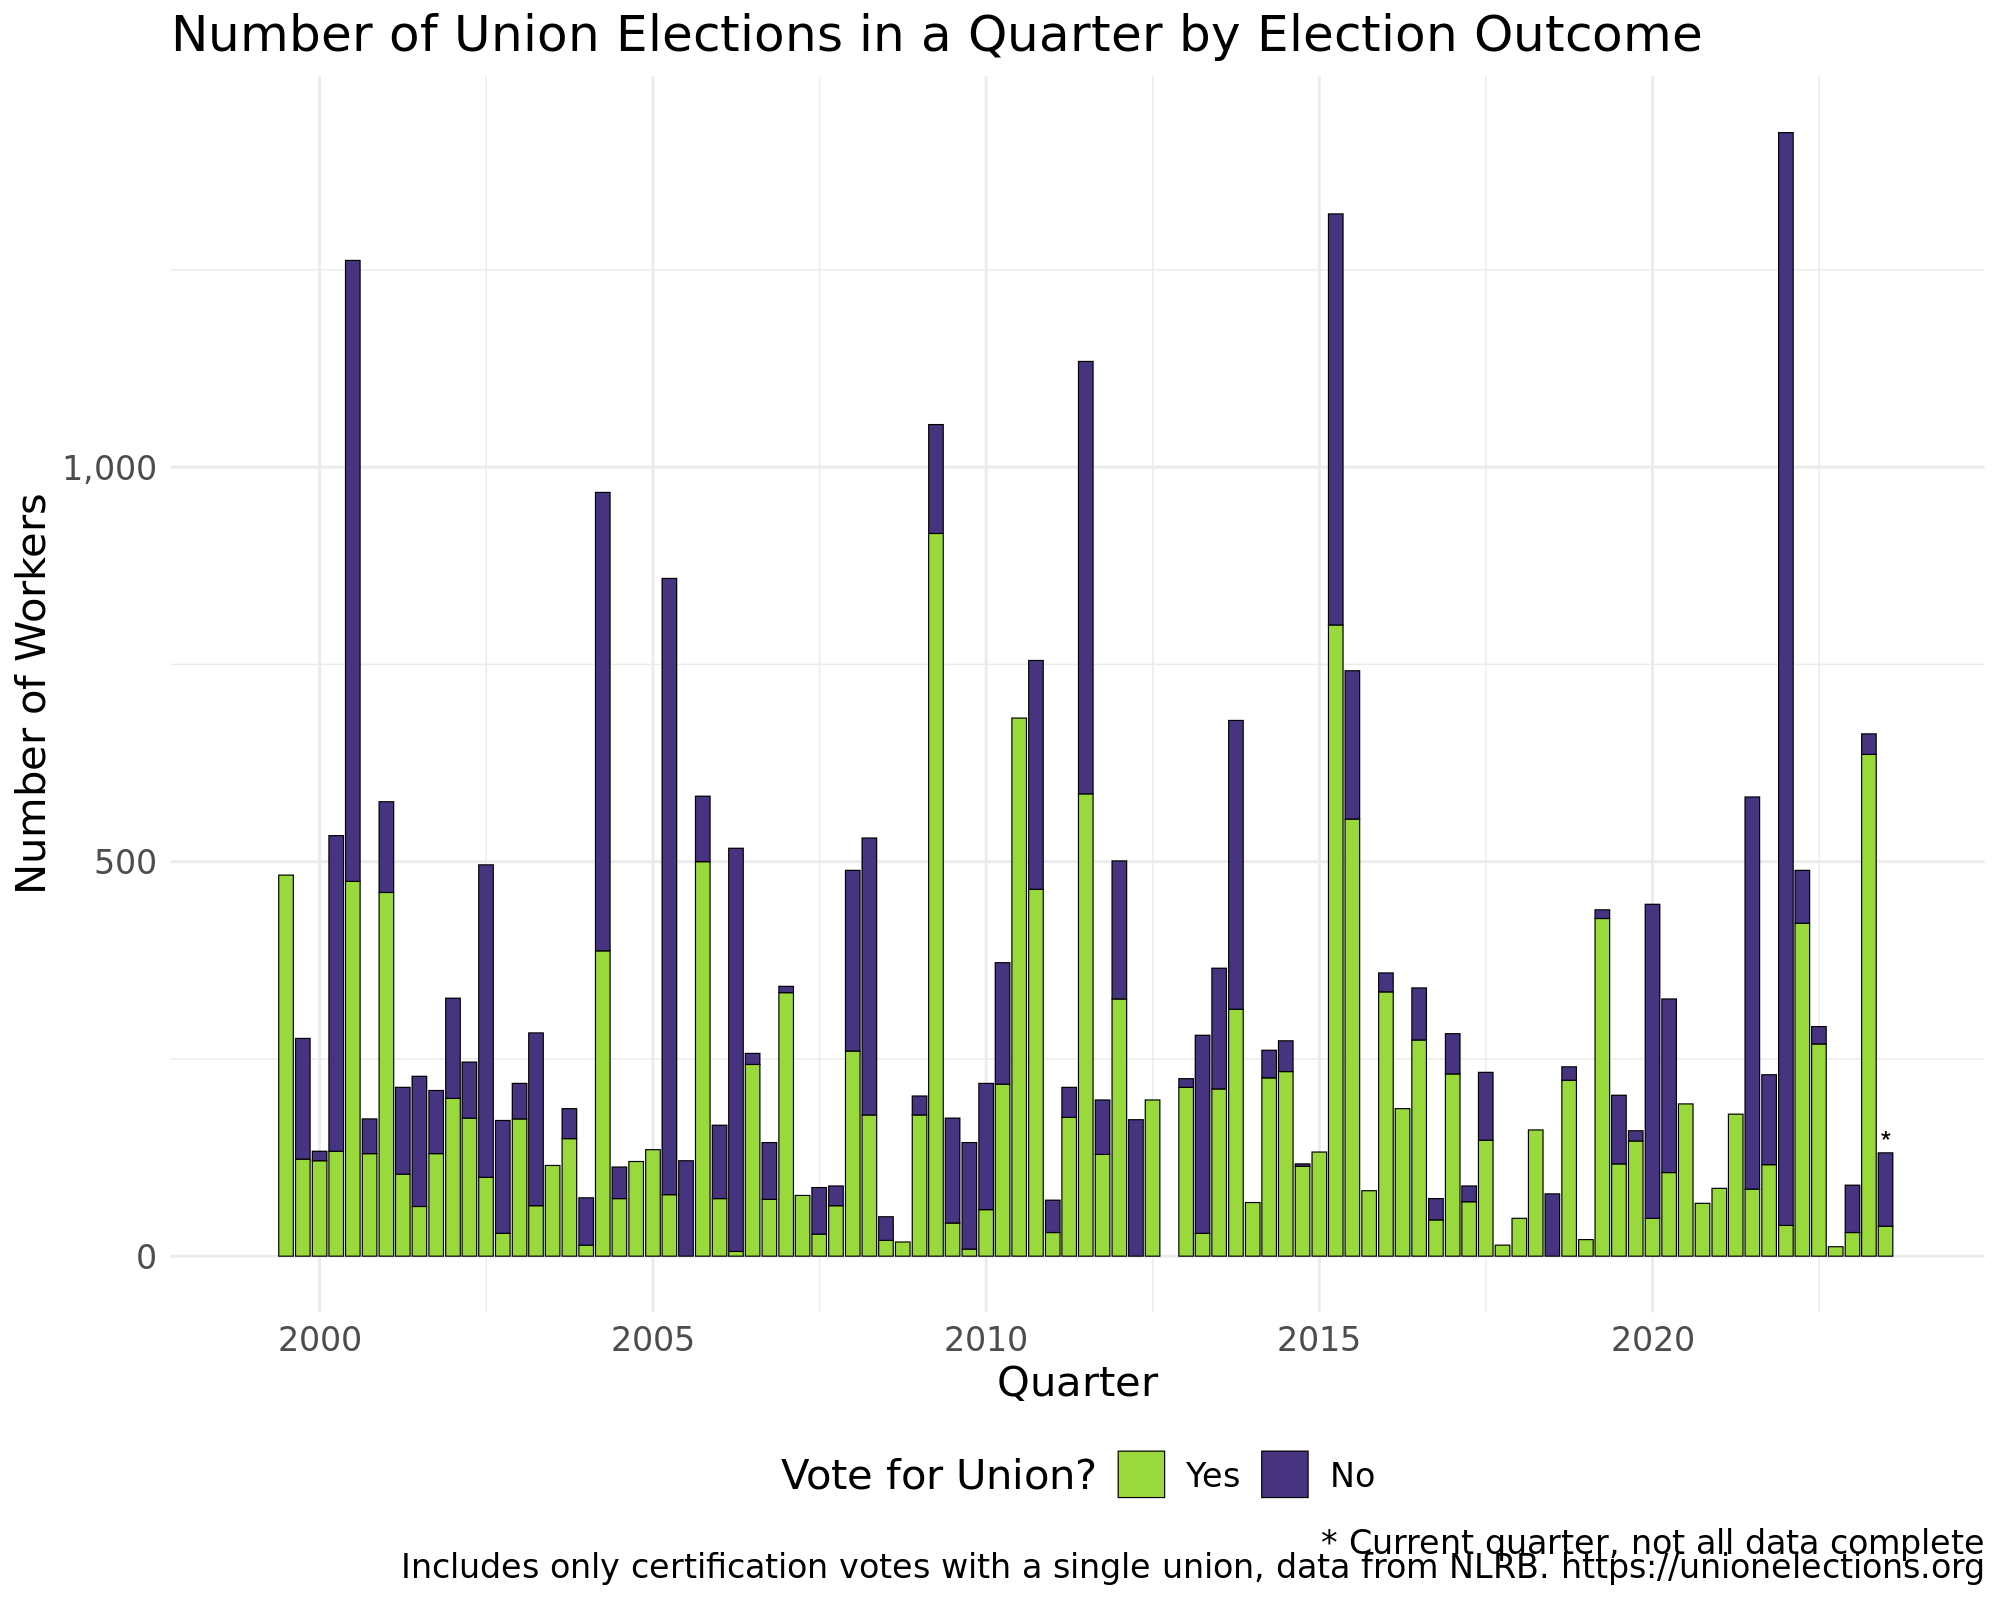 Number of Union Elections in a Quarter by Election Outcome
Number of Workers
1,000
500
0
*
2000 2005 2010 2015 2020
Quarter
Vote for Union? Yes No
* Current quarter, not all data complete
Includes only certification votes with a single union, data from NLRB. https://unionelections.org